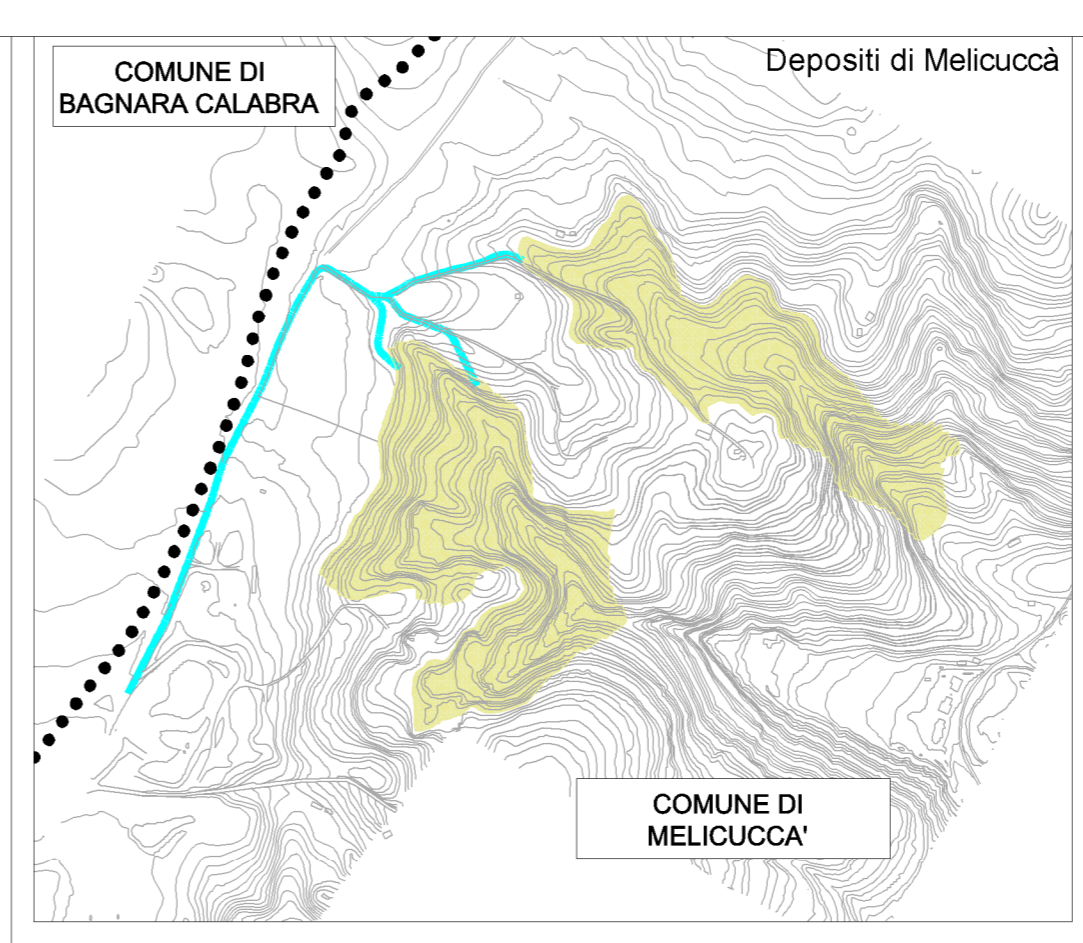 Depositi di Melicuccà
COMUNE DI
BAGNARA CALABRA
COMUNE DI
MELICUCCA'